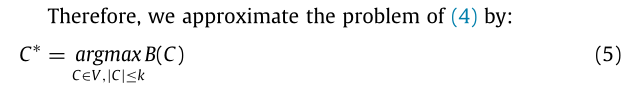 Therefore, we approximate the problem of (4) by:
C* = argmax B(C) (5)
C∈V,|C|≤k